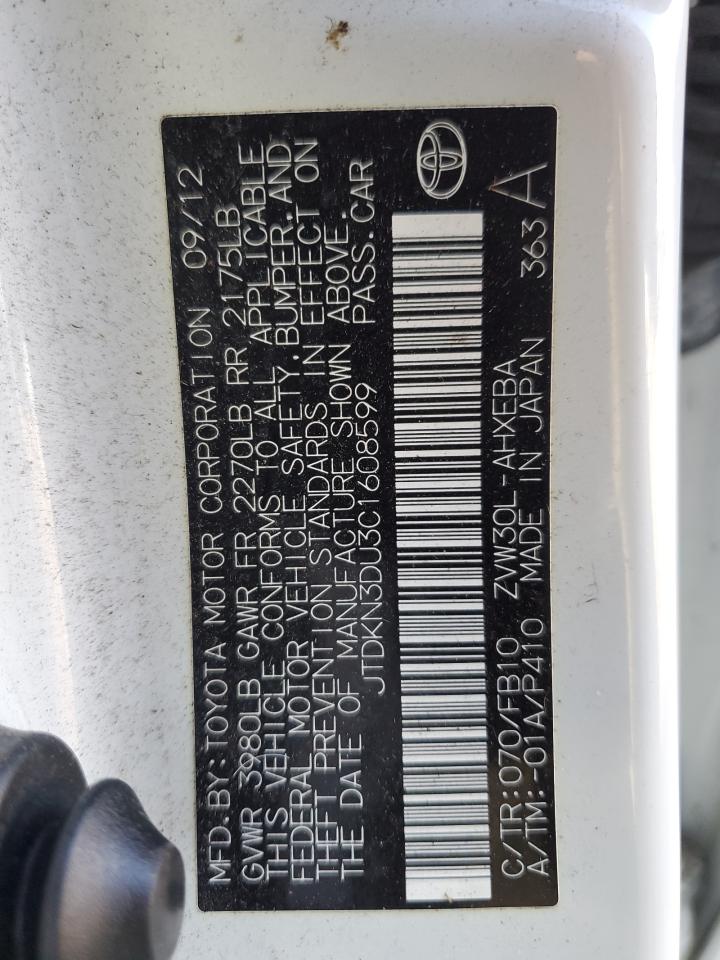 MFD.BY:TOYOTA MOTOR CORPORATION 09/12
GVWR 3980LB GAWR FR 2270LB RR 2175LB
THIS VEHICLE CONFORMS TO ALL APPLICABLE
FEDERAL MOTOR VEHICLE SAFETY,BUMPER,AND
THEFT PREVENTION STANDARDS IN EFFECT ON
THE DATE OF MANUFACTURE SHOWN ABOVE.
JTDKN3DU3C1608599 PASS.CAR
C/TR:070/FB10 ZVW30L-AHXEBA
A/TM:-01A/P410 MADE IN JAPAN 363 A